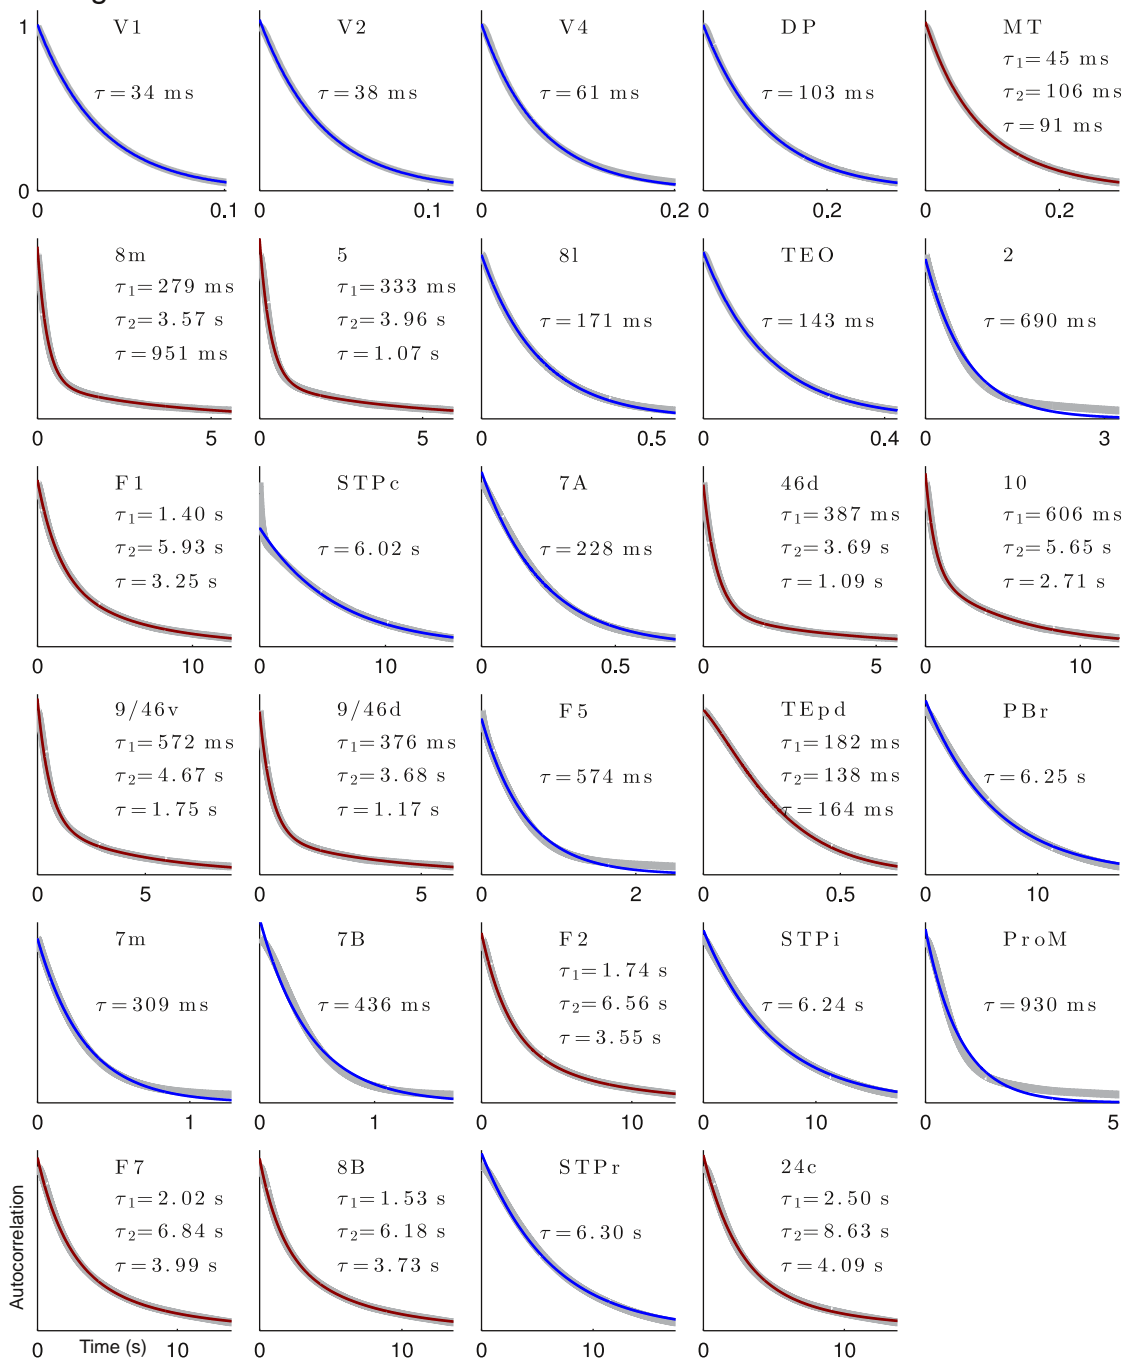 V1
τ = 34 ms
1
0
0
0.1
V2
τ = 38 ms
0
0.1
V4
τ = 61 ms
0
0.2
DP
τ = 103 ms
0
0.2
MT
τ1= 45 ms
τ2= 106 ms
τ = 91 ms
0
0.2
8m
τ1= 279 ms
τ2= 3.57 s
τ = 951 ms
0
5
5
τ1= 333 ms
τ2= 3.96 s
τ = 1.07 s
0
5
8l
τ = 171 ms
0
0.5
TEO
τ = 143 ms
0
0.4
2
τ = 690 ms
0
3
F1
τ1= 1.40 s
τ2= 5.93 s
τ = 3.25 s
0
10
STPc
τ = 6.02 s
0
10
7A
τ = 228 ms
0
0.5
46d
τ1= 387 ms
τ2= 3.69 s
τ = 1.09 s
0
5
10
τ1= 606 ms
τ2= 5.65 s
τ = 2.71 s
0
10
9/46v
τ1= 572 ms
τ2= 4.67 s
τ = 1.75 s
0
5
9/46d
τ1= 376 ms
τ2= 3.68 s
τ = 1.17 s
0
5
F5
τ = 574 ms
0
2
TEpd
τ1= 182 ms
τ2= 138 ms
τ = 164 ms
0
0.5
PBr
τ = 6.25 s
0
10
7m
τ = 309 ms
0
1
7B
τ = 436 ms
0
1
F2
τ1= 1.74 s
τ2= 6.56 s
τ = 3.55 s
0
10
STPi
τ = 6.24 s
0
10
ProM
τ = 930 ms
0
5
F7
τ1= 2.02 s
τ2= 6.84 s
τ = 3.99 s
Autocorrelation
0
10
Time (s)
8B
τ1= 1.53 s
τ2= 6.18 s
τ = 3.73 s
0
10
STPr
τ = 6.30 s
0
10
24c
τ1= 2.50 s
τ2= 8.63 s
τ = 4.09 s
0
10